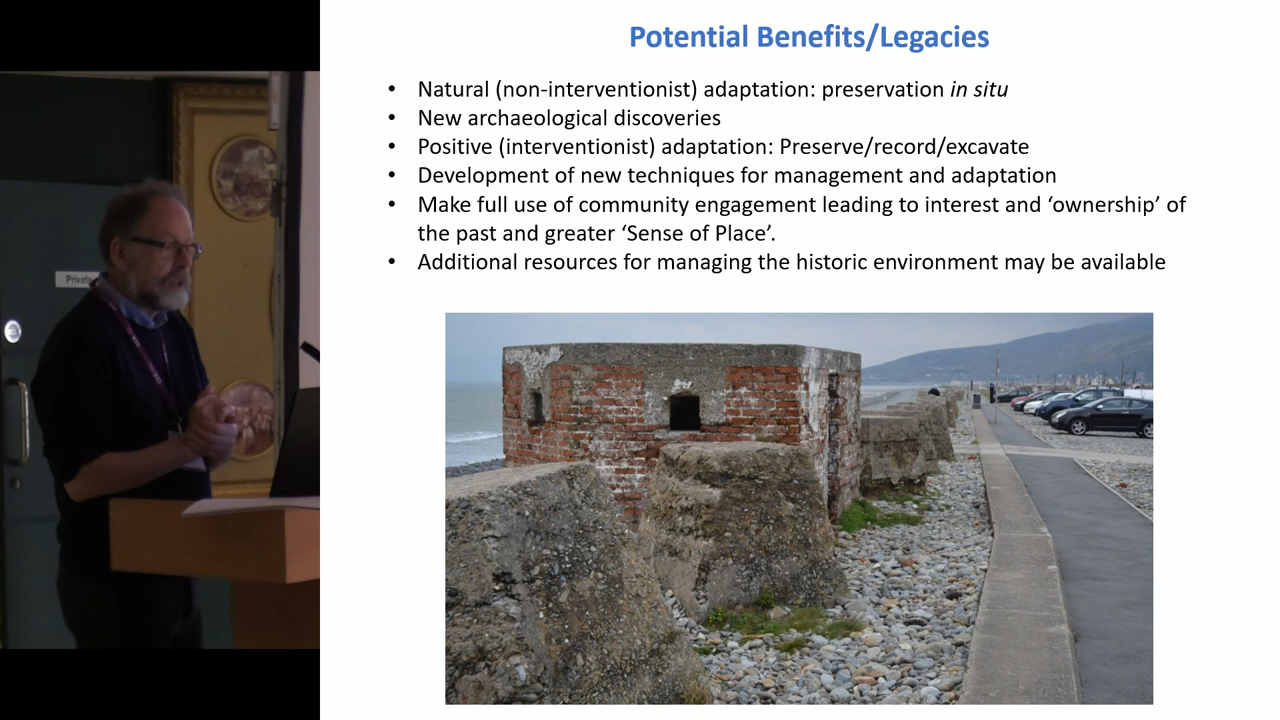 Potential Benefits/Legacies
• Natural (non-interventionist) adaptation: preservation in situ
• New archaeological discoveries
• Positive (interventionist) adaptation: Preserve/record/excavate
• Development of new techniques for management and adaptation
• Make full use of community engagement leading to interest and ‘ownership’ of
the past and greater ‘Sense of Place’.
• Additional resources for managing the historic environment may be available
Private